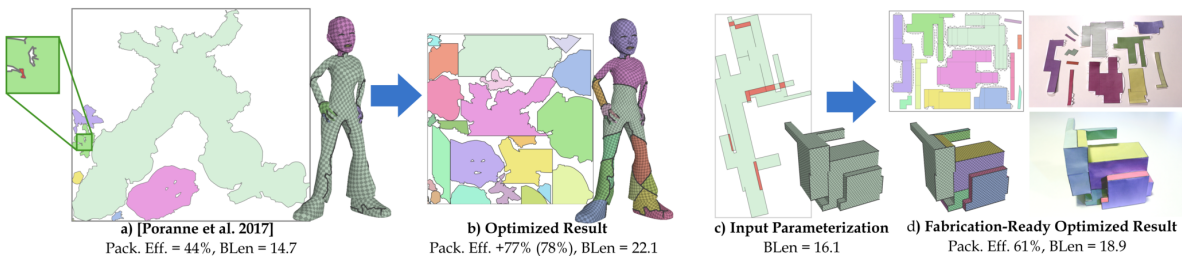 a) [Poranne et al. 2017]
Pack. Eff. = 44%, BLen = 14.7
b) Optimized Result
Pack. Eff. +77% (78%), BLen = 22.1
c) Input Parameterization
BLen = 16.1
d) Fabrication-Ready Optimized Result
Pack. Eff. 61%, BLen = 18.9